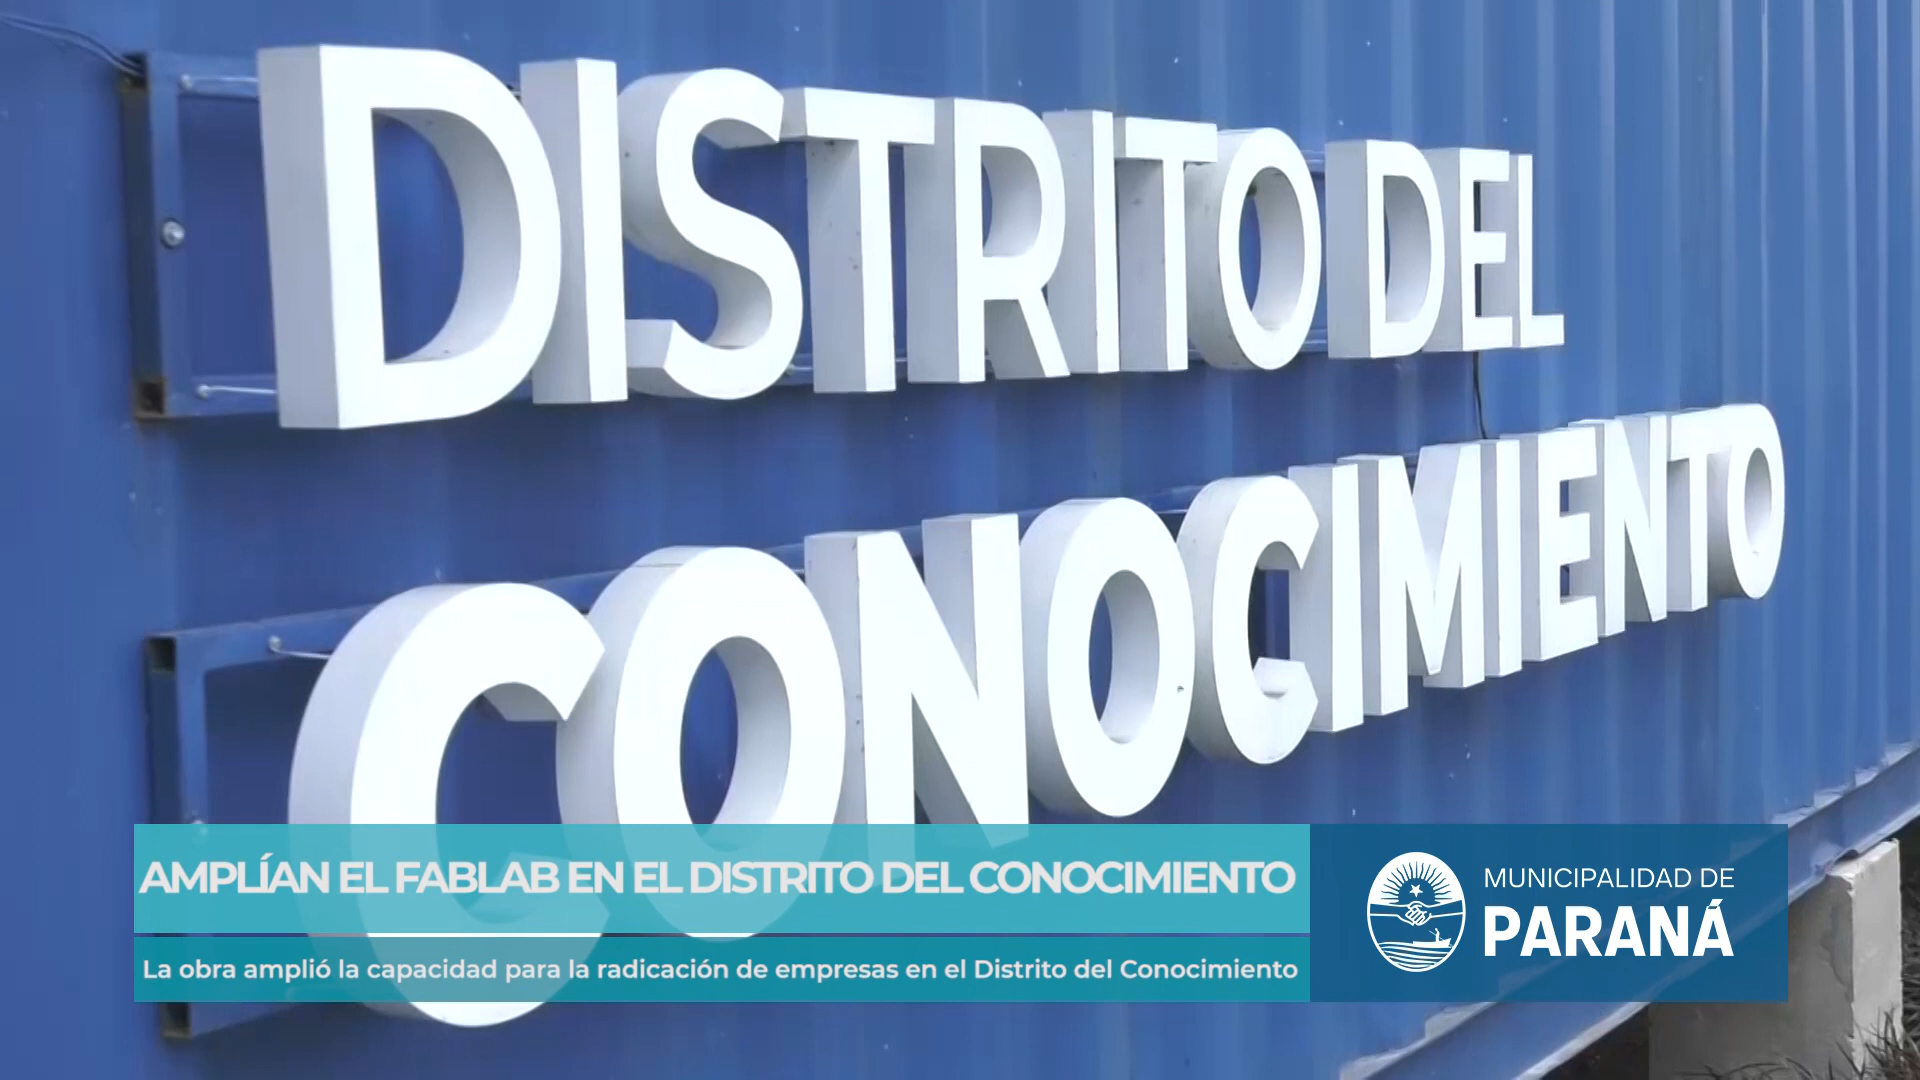 DISTRITO DEL
CONOCIMIENTO
AMPLÍAN EL FABLAB EN EL DISTRITO DEL CONOCIMIENTO
La obra amplió la capacidad para la radicación de empresas en el Distrito del Conocimiento
MUNICIPALIDAD DE
PARANÁ